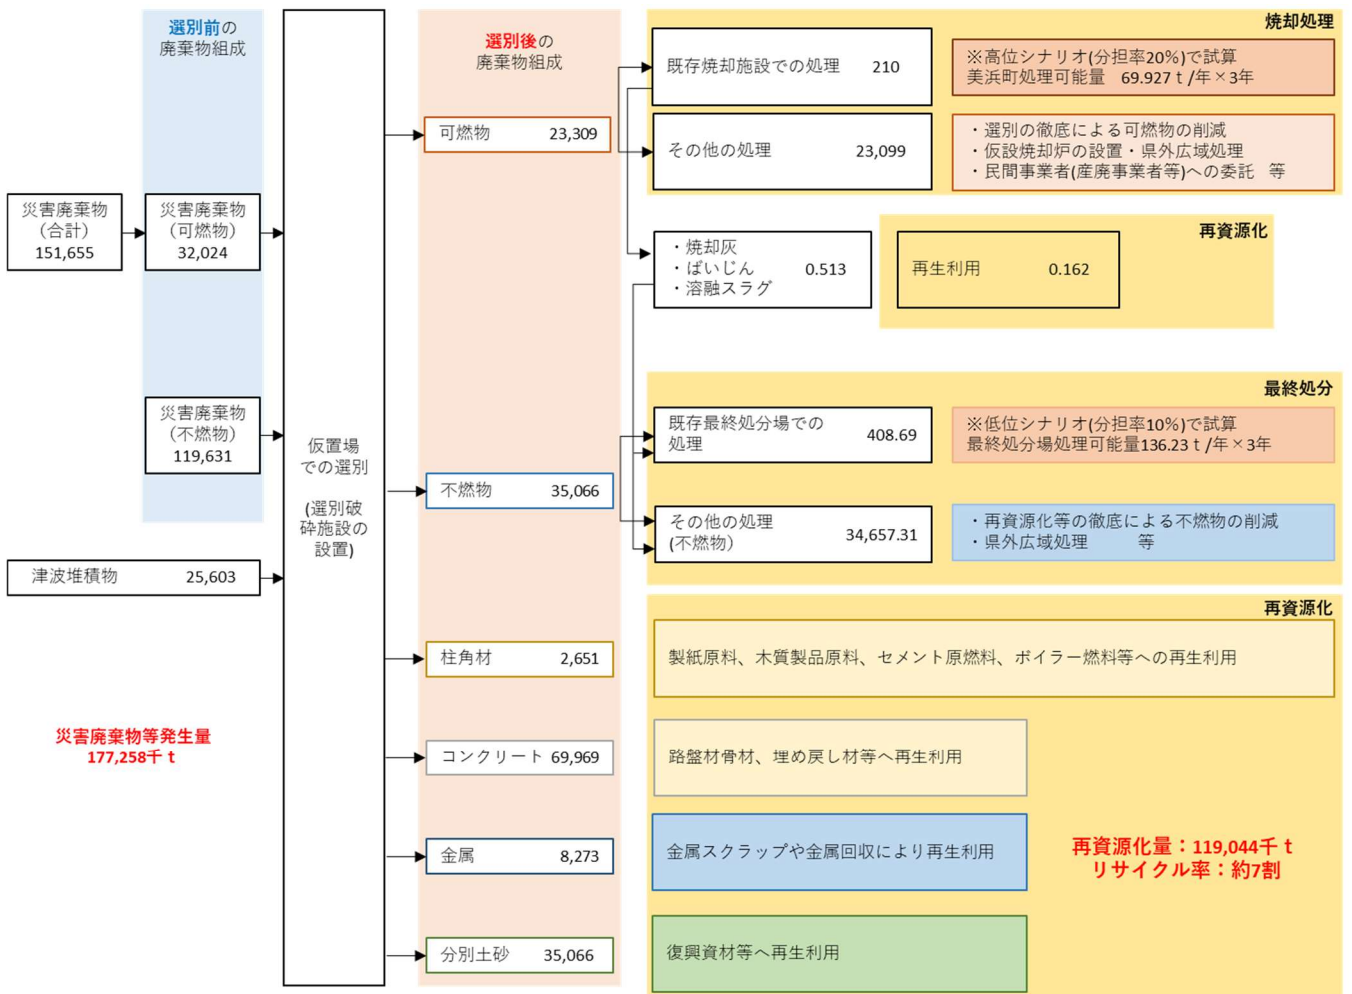 選別前の
廃棄物組成
災害廃棄物
(合計)
151,655
災害廃棄物
(可燃物)
32,024
災害廃棄物
(不燃物)
119,631
津波堆積物 25,603
災害廃棄物等発生量
177,258千ｔ
仮置場
での選別
(選別破
砕施設の
設置)
選別後の
廃棄物組成
可燃物 23,309
不燃物 35,066
柱角材 2,651
コンクリート 69,969
金属 8,273
分別土砂 35,066
焼却処理
既存焼却施設での処理 210
※高位シナリオ(分担率20%)で試算
美浜町処理可能量 69.927ｔ/年×3年
その他の処理 23,099
・選別の徹底による可燃物の削減
・仮設焼却炉の設置・県外広域処理
・民間事業者(産廃事業者等)への委託 等
再資源化
・焼却灰
・ばいじん 0.513
・溶融スラグ
再生利用 0.162
最終処分
既存最終処分場での
処理 408.69
※低位シナリオ(分担率10%)で試算
最終処分場処理可能量136.23ｔ/年×3年
その他の処理
(不燃物) 34,657.31
・再資源化等の徹底による不燃物の削減
・県外広域処理 等
再資源化
製紙原料、木質製品原料、セメント原燃料、ボイラー燃料等への再生利用
路盤材骨材、埋め戻し材等へ再生利用
金属スクラップや金属回収により再生利用
復興資材等へ再生利用
再資源化量：119,044千ｔ
リサイクル率：約7割